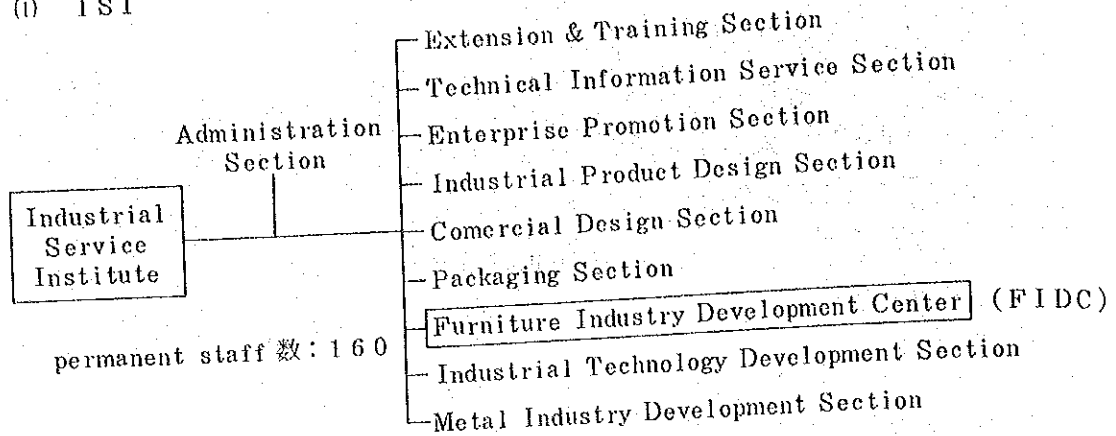 (1) ISI
Extension & Training Section
Technical Information Service Section
Administration
Section
Enterprise Promotion Section
Industrial Product Design Section
Industrial
Service
Institute
Comercial Design Section
Packaging Section
Furniture Industry Development Center (FIDC)
permanent staff 数：160
Industrial Technology Development Section
Metal Industry Development Section